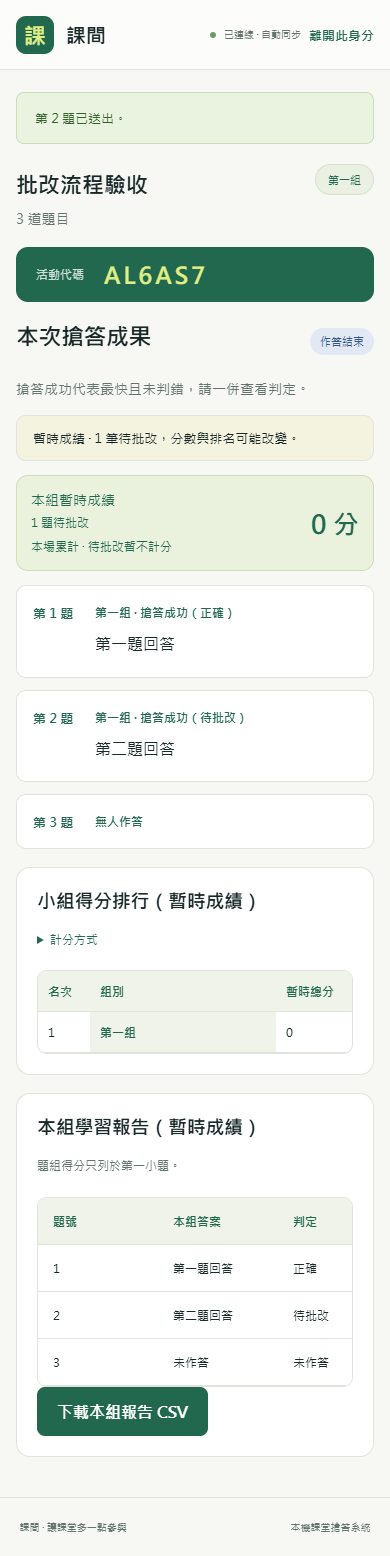 課 課間 已連線 · 自動同步 離開此身分
第 2 題已送出。
批改流程驗收 第一組
3 道題目
活動代碼 AL6AS7
本次搶答成果 作答結束
搶答成功代表最快且未判錯，請一併查看判定。
暫時成績 · 1 筆待批改，分數與排名可能改變。
本組暫時成績
1 題待批改
本場累計 · 待批改暫不計分
0 分
第 1 題 第一組 · 搶答成功（正確）
第一題回答
第 2 題 第一組 · 搶答成功（待批改）
第二題回答
第 3 題 無人作答
小組得分排行（暫時成績）
▶ 計分方式
名次 組別 暫時總分
1 第一組 0
本組學習報告（暫時成績）
題組得分只列於第一小題。
題號 本組答案 判定
1 第一題回答 正確
2 第二題回答 待批改
3 未作答 未作答
下載本組報告 CSV
課間 · 讓課堂多一點參與 本機課堂搶答系統